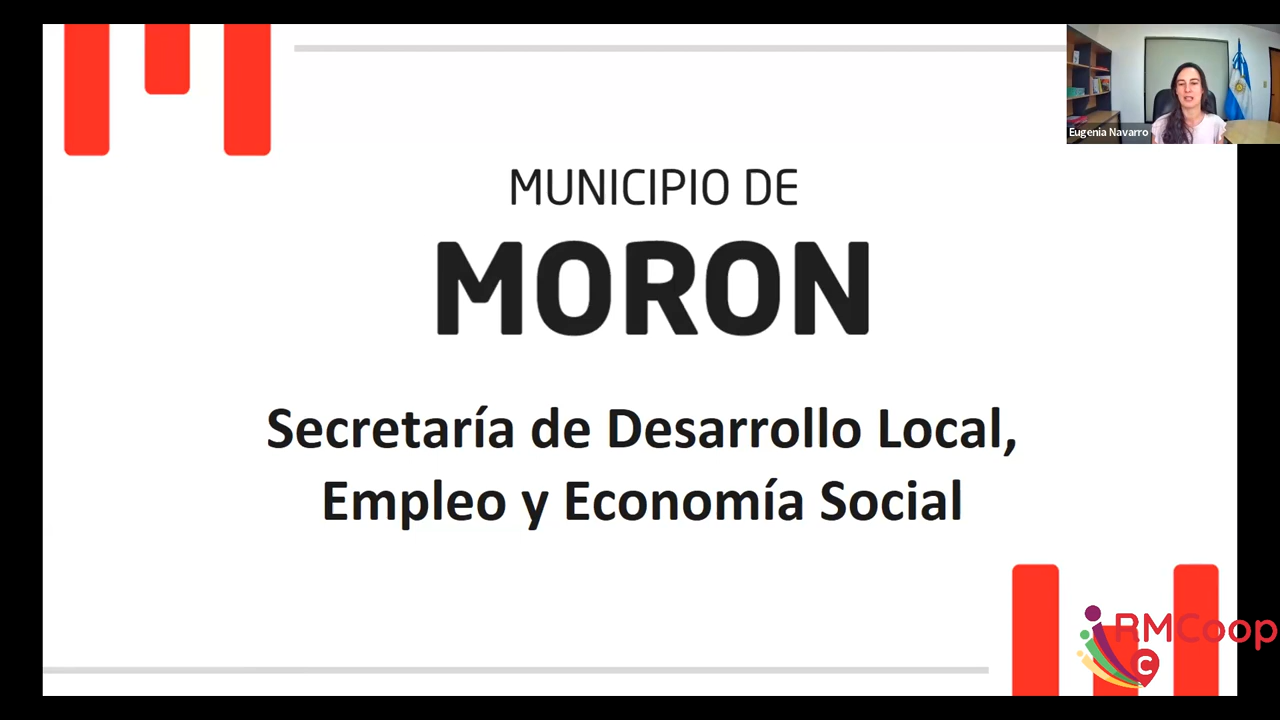 Eugenia Navarro
MUNICIPIO DE
MORON
Secretaría de Desarrollo Local,
Empleo y Economía Social
RMCoop
C